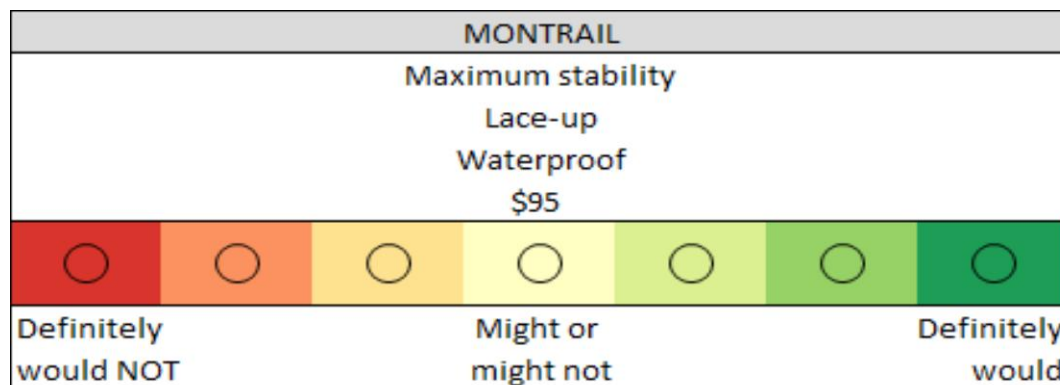 MONTRAIL
Maximum stability
Lace-up
Waterproof
$95
Definitely would NOT
Might or might not
Definitely would